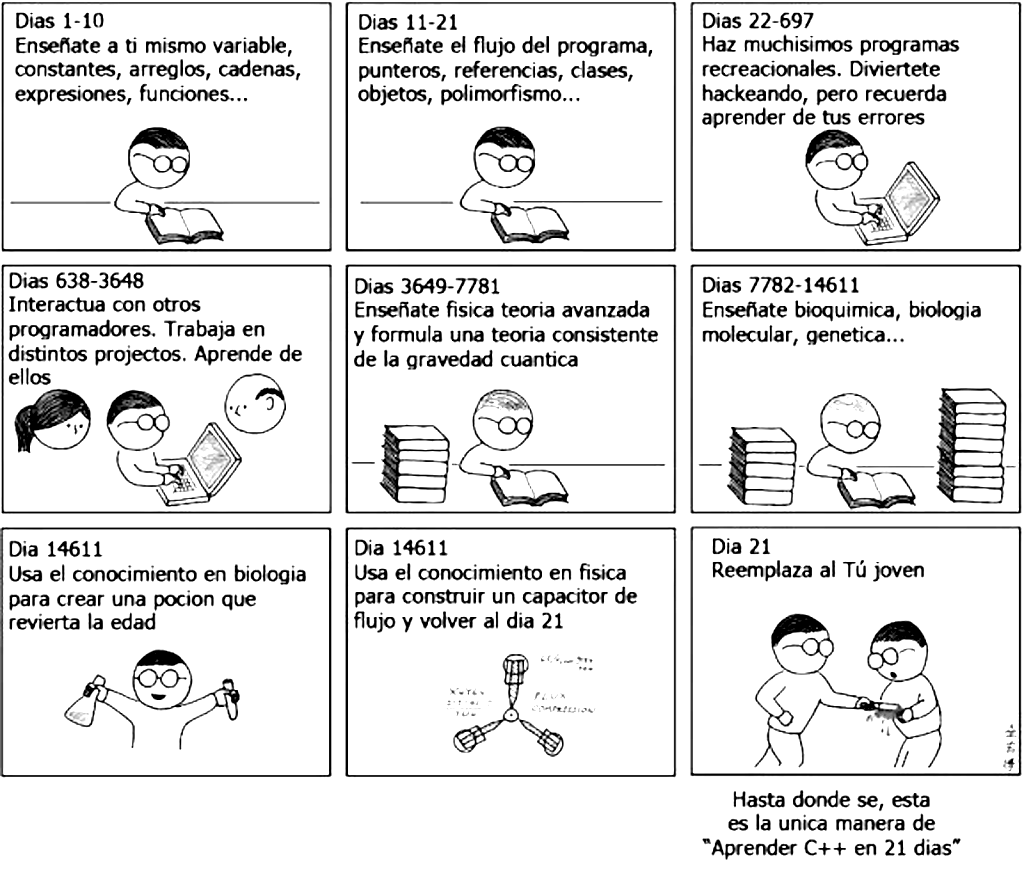 Dias 1-10
Enseñate a ti mismo variable,
constantes, arreglos, cadenas,
expresiones, funciones...
Dias 11-21
Enseñate el flujo del programa,
punteros, referencias, clases,
objetos, polimorfismo...
Dias 22-697
Haz muchisimos programas
recreacionales. Diviertete
hackeando, pero recuerda
aprender de tus errores
Dias 638-3648
Interactua con otros
programadores. Trabaja en
distintos projectos. Aprende de
ellos
Dias 3649-7781
Enseñate fisica teoria avanzada
y formula una teoria consistente
de la gravedad cuantica
Dias 7782-14611
Enseñate bioquimica, biologia
molecular, genetica...
Dia 14611
Usa el conocimiento en biologia
para crear una pocion que
revierta la edad
Dia 14611
Usa el conocimiento en fisica
para construir un capacitor de
flujo y volver al dia 21
FLUX
COMPRESSION
Dia 21
Reemplaza al Tú joven
Hasta donde se, esta
es la unica manera de
“Aprender C++ en 21 dias”